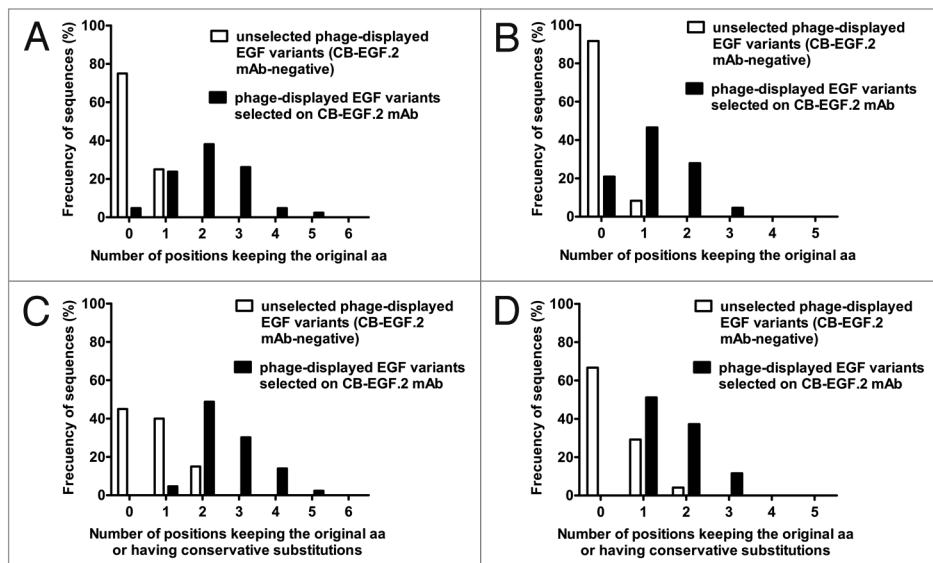 A
unselected phage-displayed
EGF variants (CB-EGF.2
mAb-negative)
phage-displayed EGF variants
selected on CB-EGF.2 mAb
Frecuency of sequences (%)
100
80
60
40
20
0
0 1 2 3 4 5 6
Number of positions keeping the original aa
B
unselected phage-displayed
EGF variants (CB-EGF.2
mAb-negative)
phage-displayed EGF variants
selected on CB-EGF.2 mAb
Frecuency of sequences (%)
100
80
60
40
20
0
0 1 2 3 4 5
Number of positions keeping the original aa
C
unselected phage-displayed
EGF variants (CB-EGF.2
mAb-negative)
phage-displayed EGF variants
selected on CB-EGF.2 mAb
Frecuency of sequences (%)
100
80
60
40
20
0
0 1 2 3 4 5 6
Number of positions keeping the original aa
or having conservative substitutions
D
unselected phage-displayed
EGF variants (CB-EGF.2
mAb-negative)
phage-displayed EGF variants
selected on CB-EGF.2 mAb
Frecuency of sequences (%)
100
80
60
40
20
0
0 1 2 3 4 5
Number of positions keeping the original aa
or having conservative substitutions